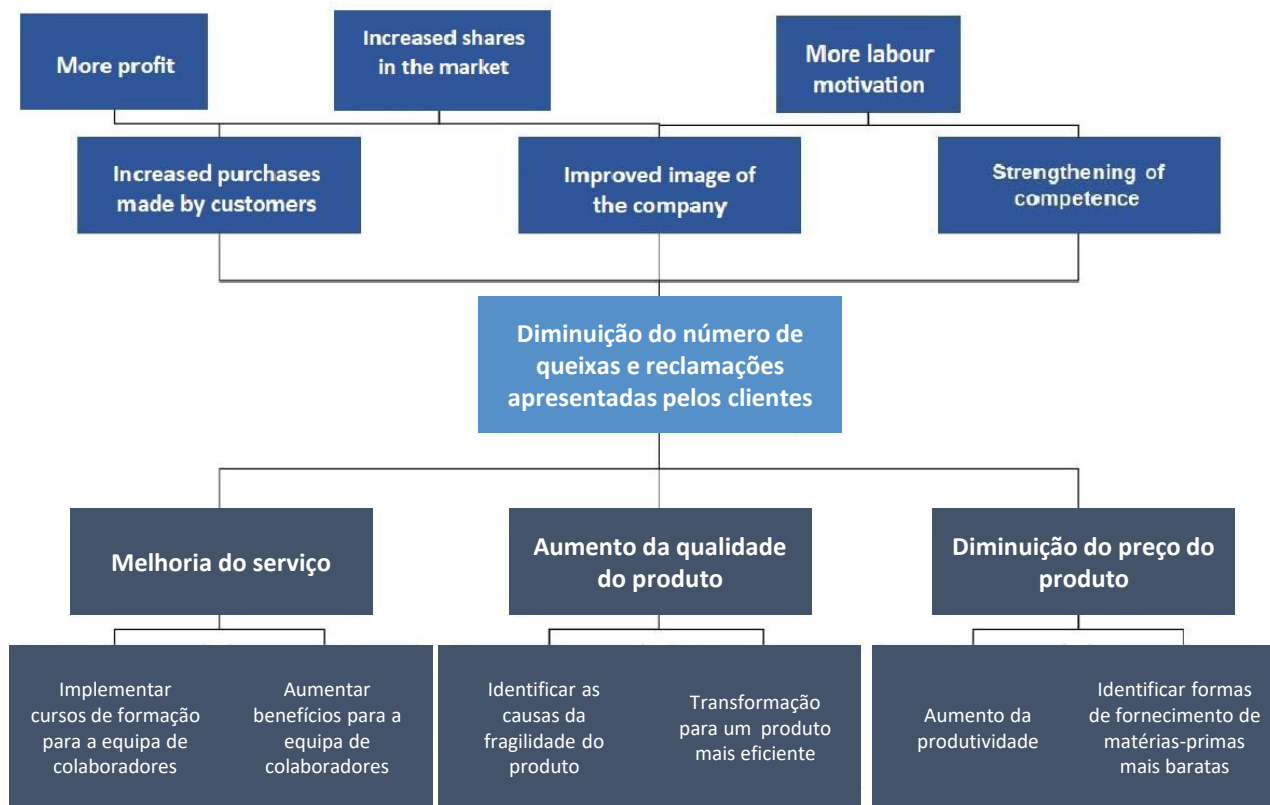 More profit
Increased shares
in the market
More labour
motivation
Increased purchases
made by customers
Improved image of
the company
Strengthening of
competence
Diminuição do número de
queixas e reclamações
apresentadas pelos clientes
Melhoria do serviço
Aumento da qualidade
do produto
Diminuição do preço do
produto
Implementar
cursos de formação
para a equipa de
colaboradores
Aumentar
benefícios para a
equipa de
colaboradores
Identificar as
causas da
fragilidade do
produto
Transformação
para um produto
mais eficiente
Aumento da
produtividade
Identificar formas
de fornecimento de
matérias-primas
mais baratas